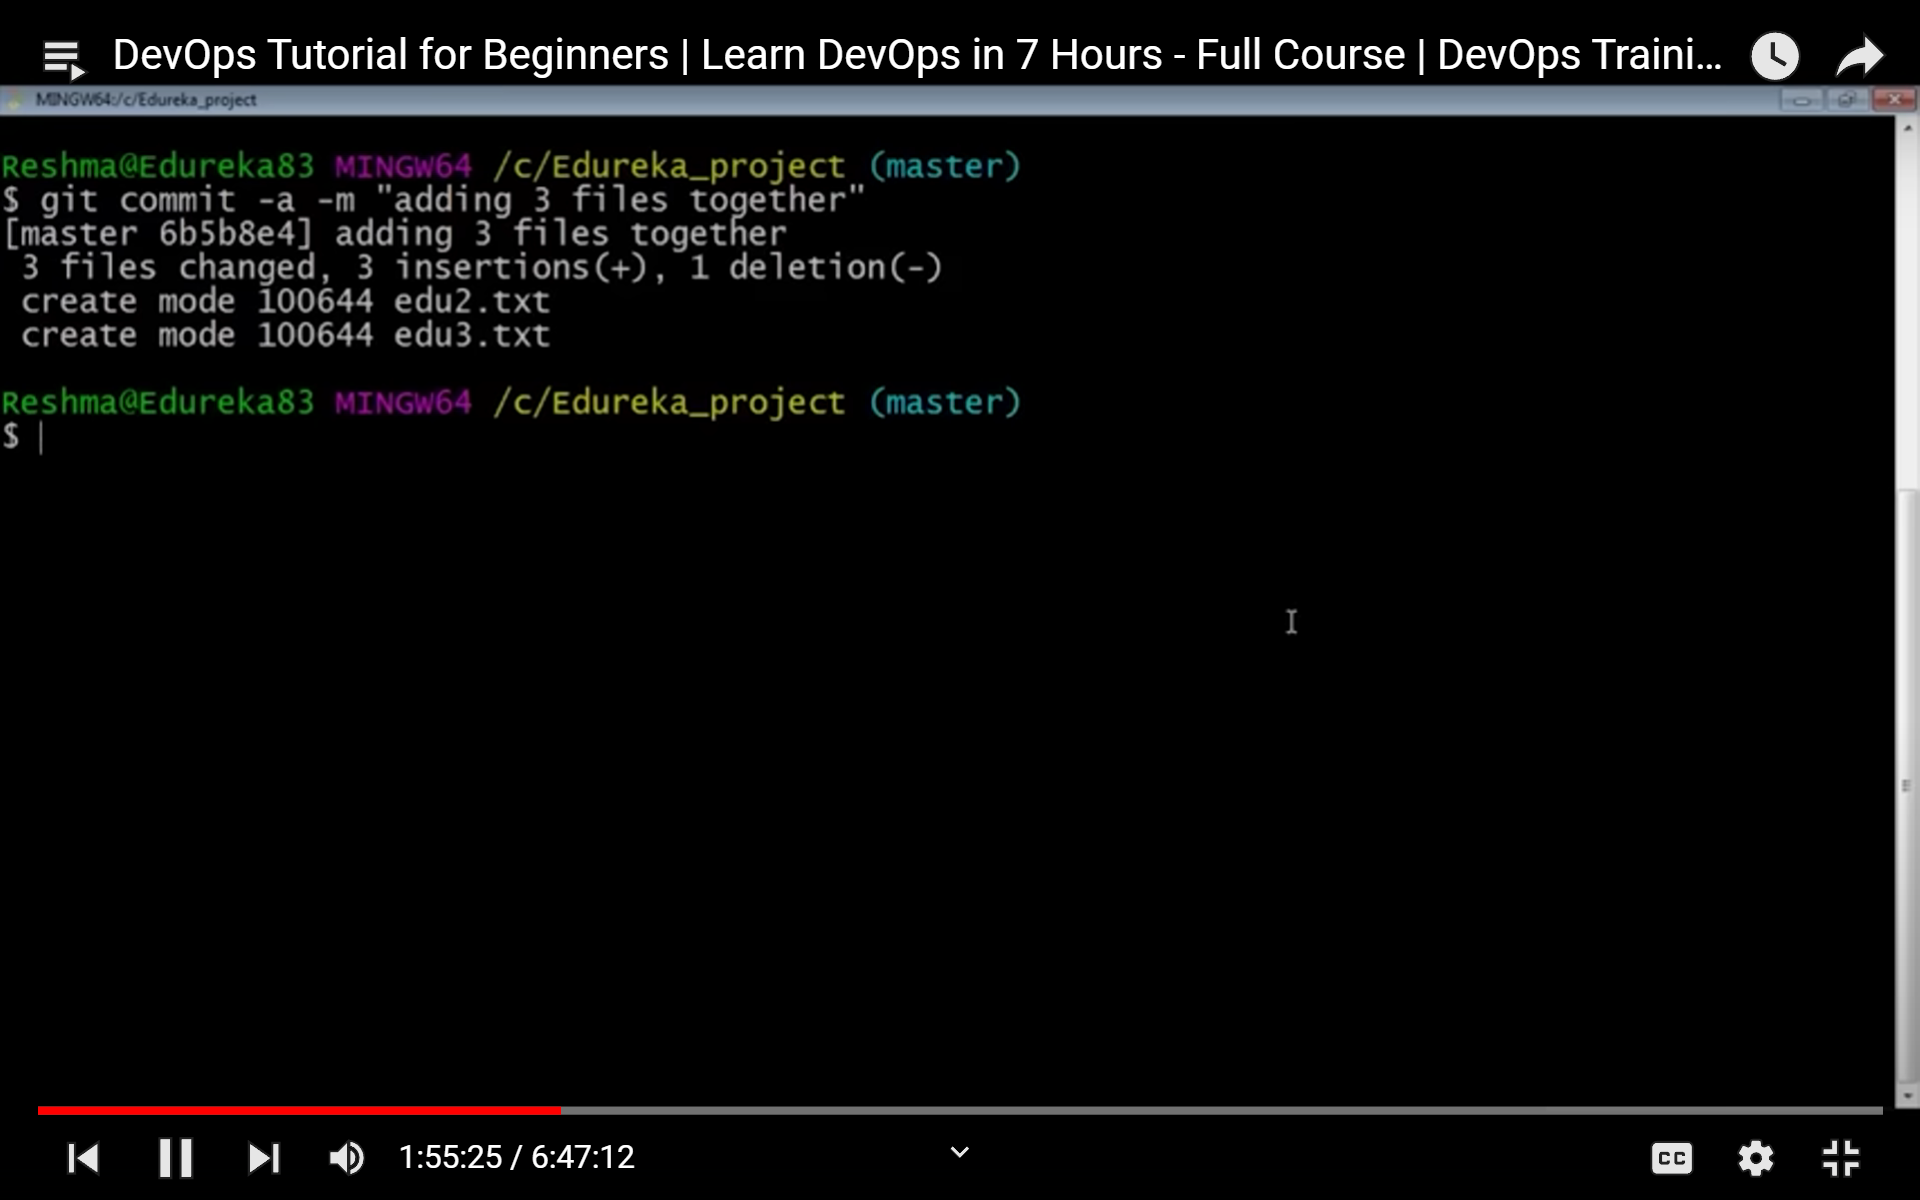 DevOps Tutorial for Beginners | Learn DevOps in 7 Hours - Full Course | DevOps Traini...
MINGW64:/c/Edureka_project
Reshma@Edureka83 MINGW64 /c/Edureka_project (master)
$ git commit -a -m "adding 3 files together"
[master 6b5b8e4] adding 3 files together
3 files changed, 3 insertions(+), 1 deletion(-)
create mode 100644 edu2.txt
create mode 100644 edu3.txt
Reshma@Edureka83 MINGW64 /c/Edureka_project (master)
$
1:55:25 / 6:47:12
CC